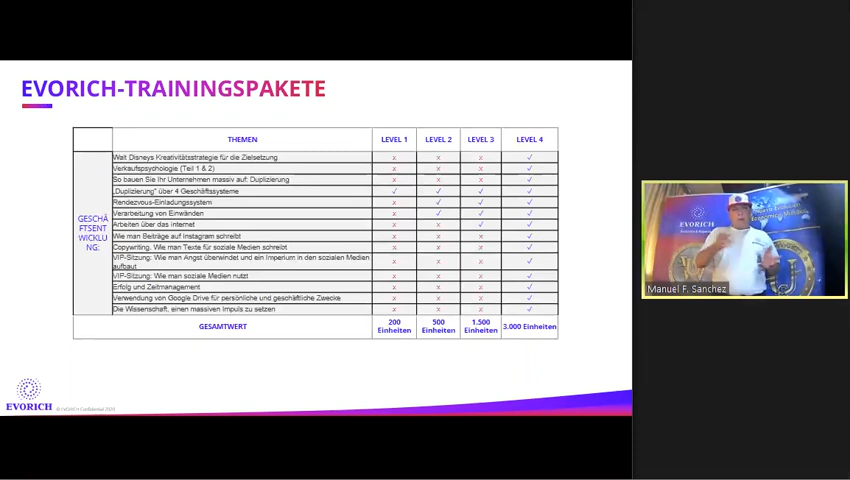 EVORICH-TRAININGSPAKETE
THEMEN LEVEL 1 LEVEL 2 LEVEL 3 LEVEL 4
GESCHÄ
FTSENT
WICKLU
NG:
Walt Disneys Kreativitätsstrategie für die Zielsetzung x x x ✓
Verkaufspsychologie (Teil 1 & 2) x x x ✓
So bauen Sie Ihr Unternehmen massiv auf: Duplizierung x x x ✓
„Duplizierung" über 4 Geschäftssysteme ✓ ✓ ✓ ✓
Rendezvous-Einladungssystem x ✓ ✓ ✓
Verarbeitung von Einwänden x ✓ ✓ ✓
Arbeiten über das internet x x ✓ ✓
Wie man Beiträge auf Instagram schreibt x x x ✓
Copywriting. Wie man Texte für soziale Medien schreibt x x x ✓
VIP-Sitzung: Wie man Angst überwindet und ein Imperium in den sozialen Medien
aufbaut x x x ✓
VIP-Sitzung: Wie man soziale Medien nutzt x x x ✓
Erfolg und Zeitmanagement x x x ✓
Verwendung von Google Drive für persönliche und geschäftliche Zwecke x x x ✓
Die Wissenschaft, einen massiven Impuls zu setzen x x x ✓
GESAMTWERT 200 Einheiten 500 Einheiten 1.500 Einheiten 3.000 Einheiten
EVORICH
© EVORICH Confidential 2020
EVORICH
Manuel F. Sanchez